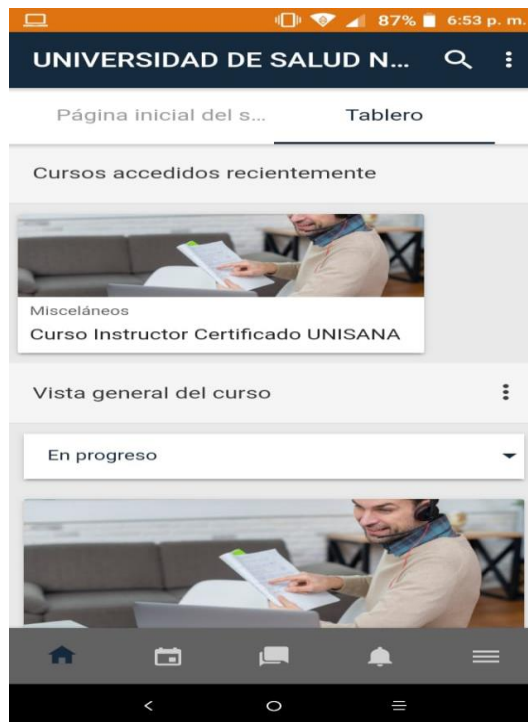 87% 6:53 p. m.
UNIVERSIDAD DE SALUD N...
Página inicial del s... Tablero
Cursos accedidos recientemente
Misceláneos
Curso Instructor Certificado UNISANA
Vista general del curso
En progreso